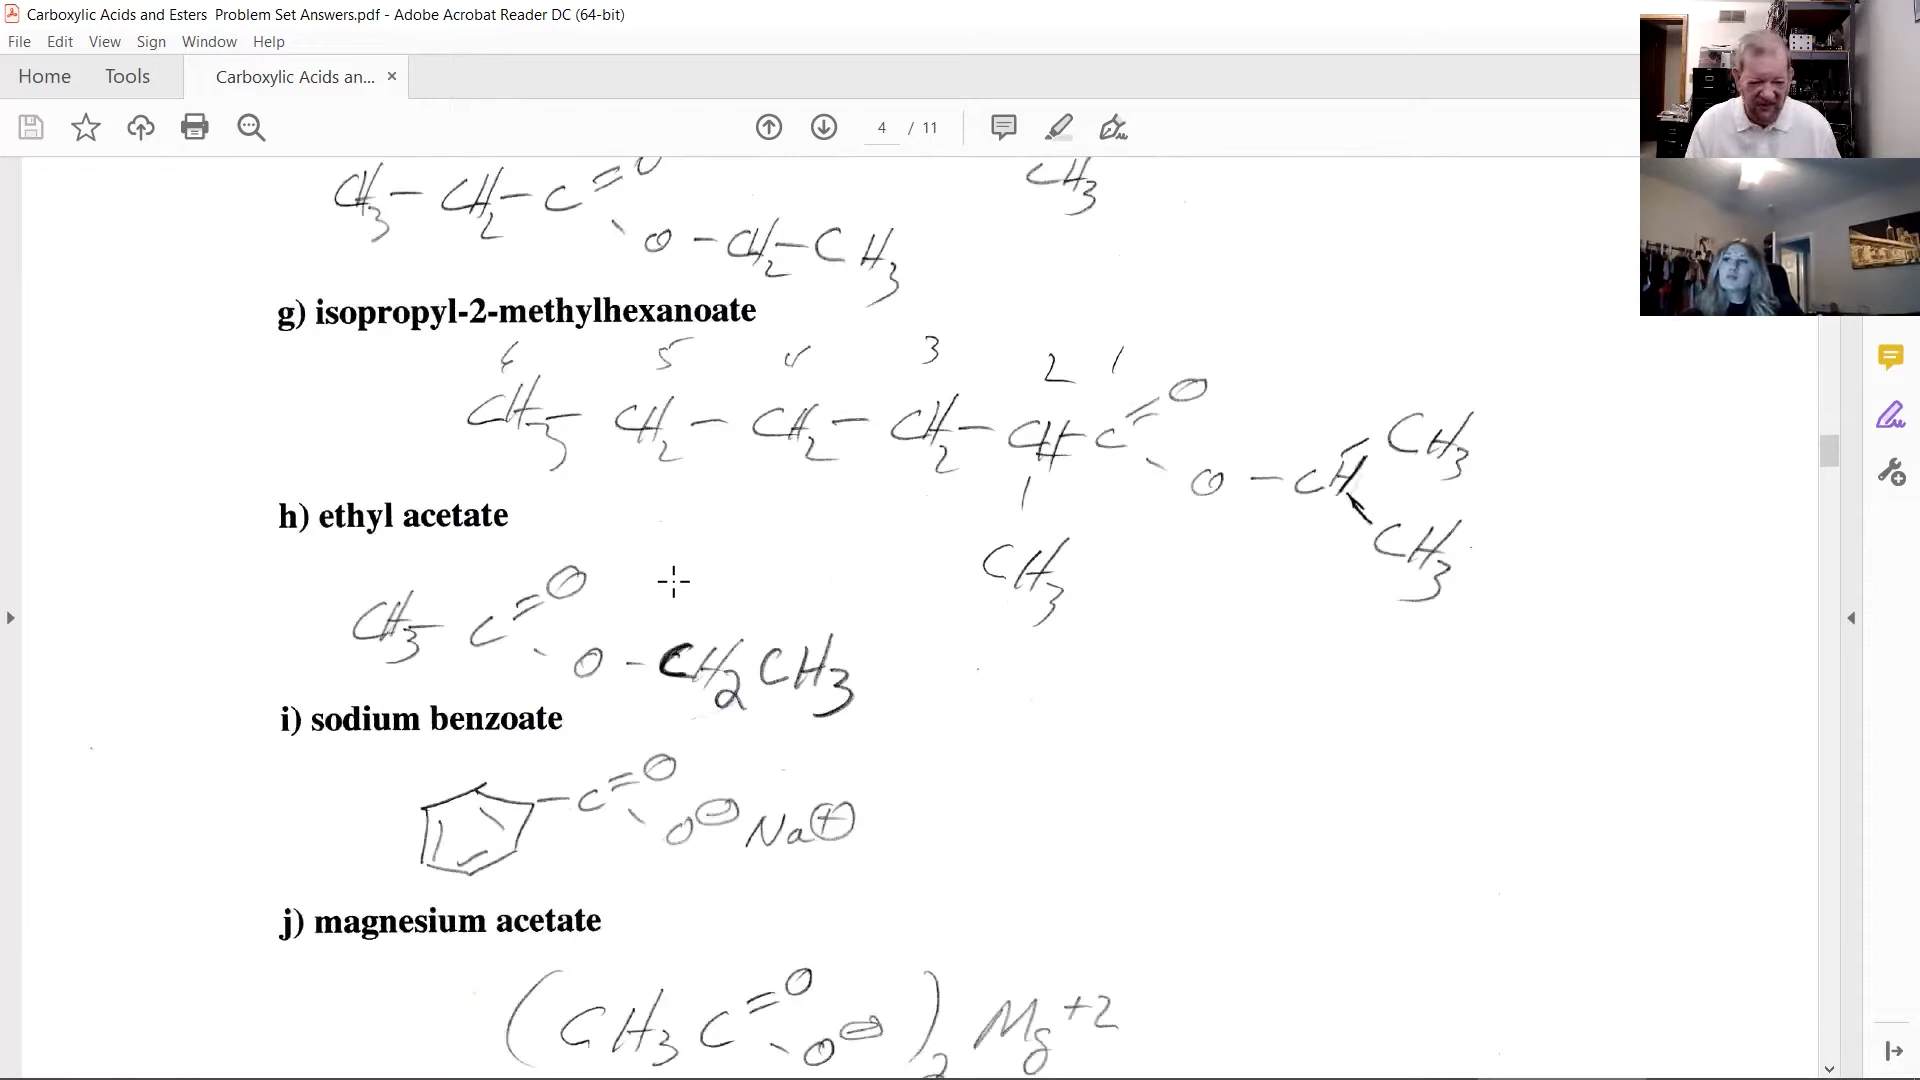 Carboxylic Acids and Esters Problem Set Answers.pdf - Adobe Acrobat Reader DC (64-bit)
File Edit View Sign Window Help
Home Tools Carboxylic Acids an... ×
4 / 11
CH3 - CH2 - C = O
CH3
O - CH2 - CH3
g) isopropyl-2-methylhexanoate
6 5 4 3 2 1
CH3 - CH2 - CH2 - CH2 - CH C = O
O - CH CH3
CH3
CH3
h) ethyl acetate
CH3 - C = O
O - CH2CH3
i) sodium benzoate
- C = O
O⊖ Na⊕
j) magnesium acetate
(CH3C = O
O⊖)2 Mg+2